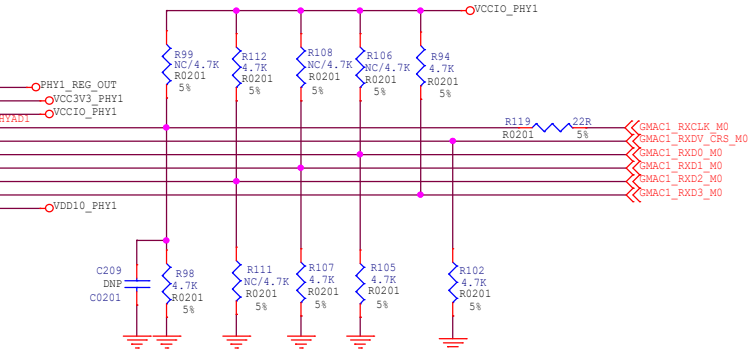 VCCIO_PHY1
R99
NC/4.7K
R0201
5%
R112
4.7K
R0201
5%
R108
NC/4.7K
R0201
5%
R106
NC/4.7K
R0201
5%
R94
4.7K
R0201
5%
PHY1_REG_OUT
VCC3V3_PHY1
VCCIO_PHY1
HYAD1
R119
22R
R0201
5%
GMAC1_RXCLK_M0
GMAC1_RXDV_CRS_M0
GMAC1_RXD0_M0
GMAC1_RXD1_M0
GMAC1_RXD2_M0
GMAC1_RXD3_M0
VDD10_PHY1
C209
DNP
C0201
R98
4.7K
R0201
5%
R111
NC/4.7K
R0201
5%
R107
4.7K
R0201
5%
R105
4.7K
R0201
5%
R102
4.7K
R0201
5%